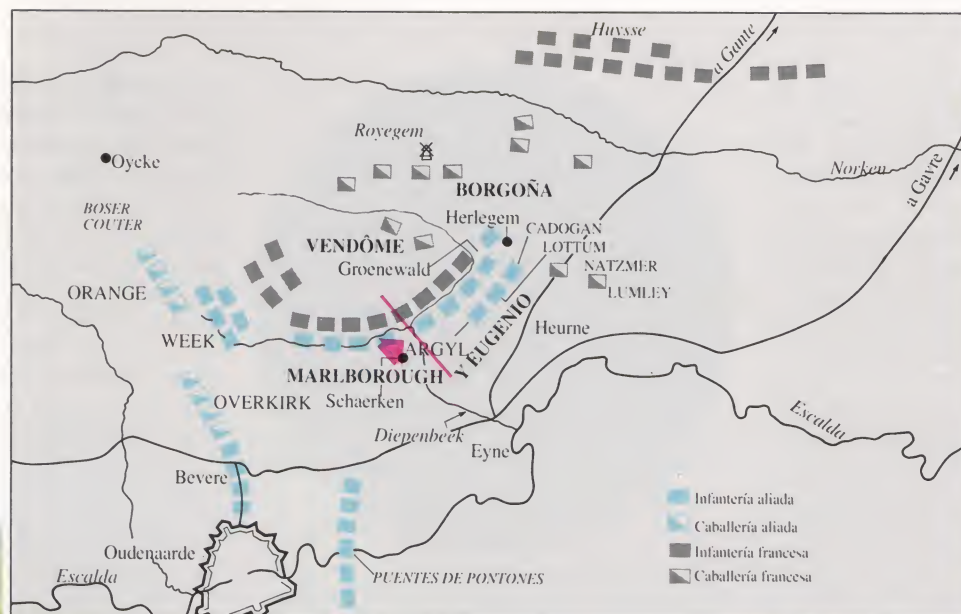 Huysse
a Gante
Royegem
Oycke
Norken
a Gavre
BORGOÑA
BOSER
COUTER
Herlegem
CADOGAN
LOTTUM
VENDÔME
Groenewald
NATZMER
LUMLEY
ORANGE
Y EUGENIO
Heurne
WEEK
ARGYL
MARLBOROUGH
OVERKIRK
Schaerken
Diepenbeek
Escalda
Eyne
Bevere
Infantería aliada
Caballería aliada
Oudenaarde
Infantería francesa
Escalda
PUENTES DE PONTONES
Caballería francesa